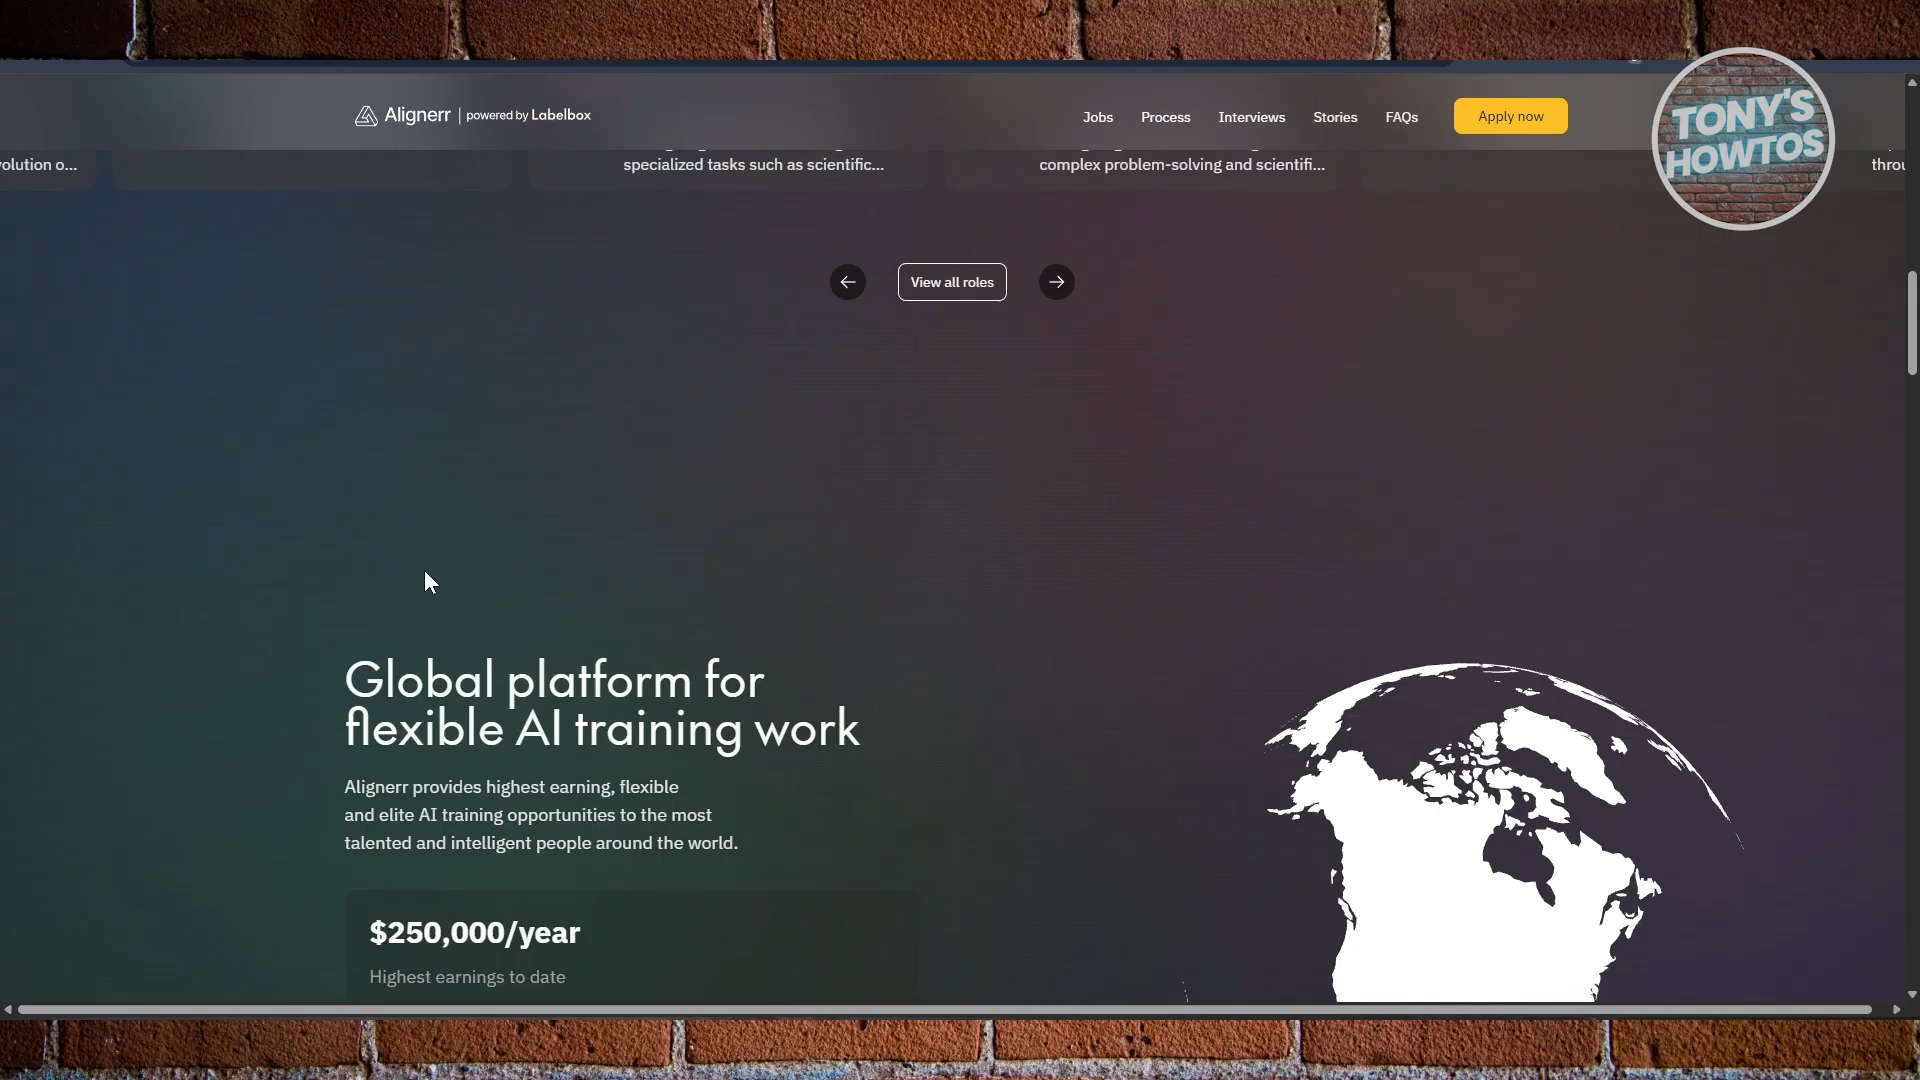 Alignerr | powered by Labelbox
Jobs
Process
Interviews
Stories
FAQs
Apply now
TONY'S
HOWTOS
volution o...
specialized tasks such as scientific...
complex problem-solving and scientifi...
throu
View all roles
Global platform for
flexible AI training work
Alignerr provides highest earning, flexible
and elite AI training opportunities to the most
talented and intelligent people around the world.
$250,000/year
Highest earnings to date